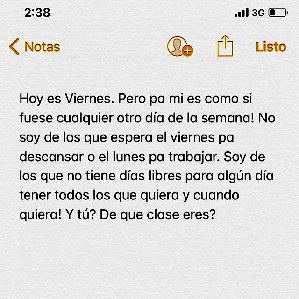 2:38
3G
Notas
Listo
Hoy es Viernes. Pero pa mi es como si
fuese cualquier otro día de la semana! No
soy de los que espera el viernes pa
descansar o el lunes pa trabajar. Soy de
los que no tiene días libres para algún día
tener todos los que quiera y cuando
quiera! Y tú? De que clase eres?